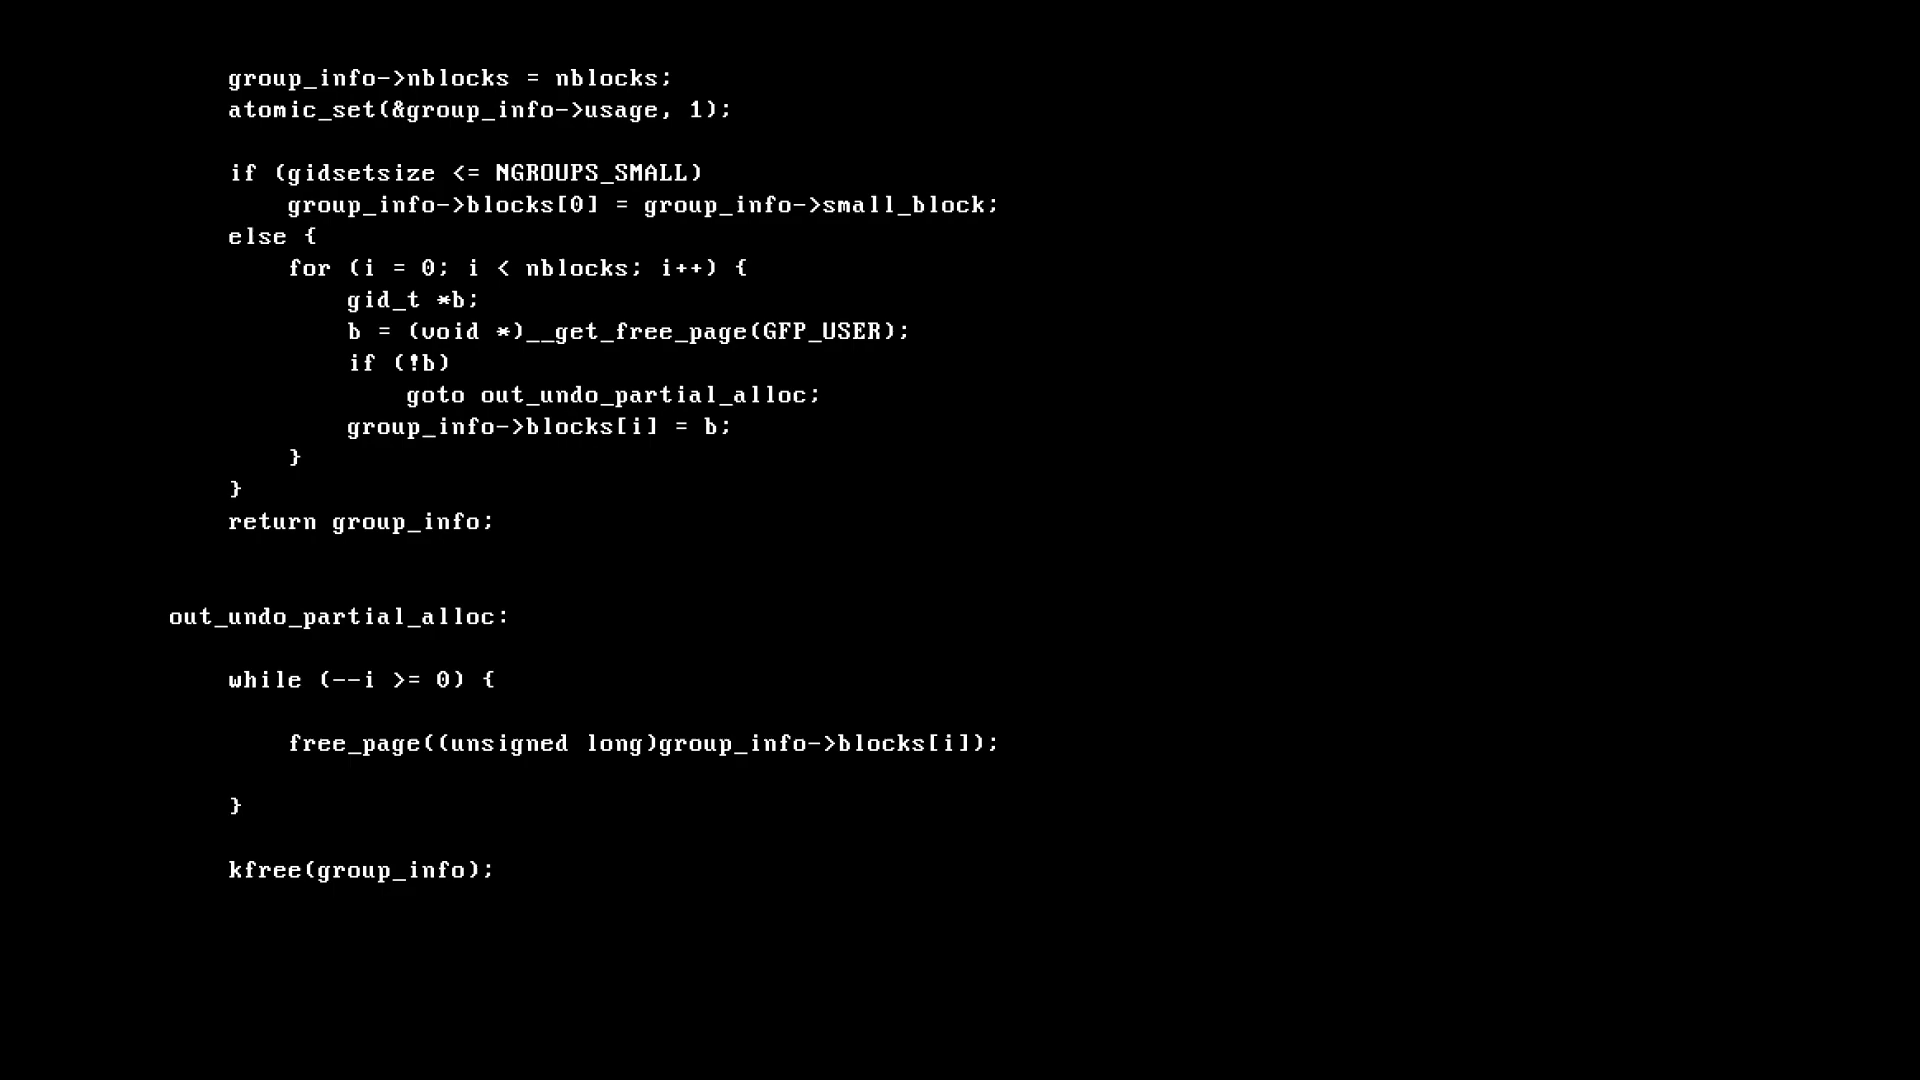 group_info->nblocks = nblocks;
atomic_set(&group_info->usage, 1);
if (gidsetsize <= NGROUPS_SMALL)
group_info->blocks[0] = group_info->small_block;
else {
for (i = 0; i < nblocks; i++) {
gid_t *b;
b = (void *)__get_free_page(GFP_USER);
if (!b)
goto out_undo_partial_alloc;
group_info->blocks[i] = b;
}
}
return group_info;
out_undo_partial_alloc:
while (--i >= 0) {
free_page((unsigned long)group_info->blocks[i]);
}
kfree(group_info);